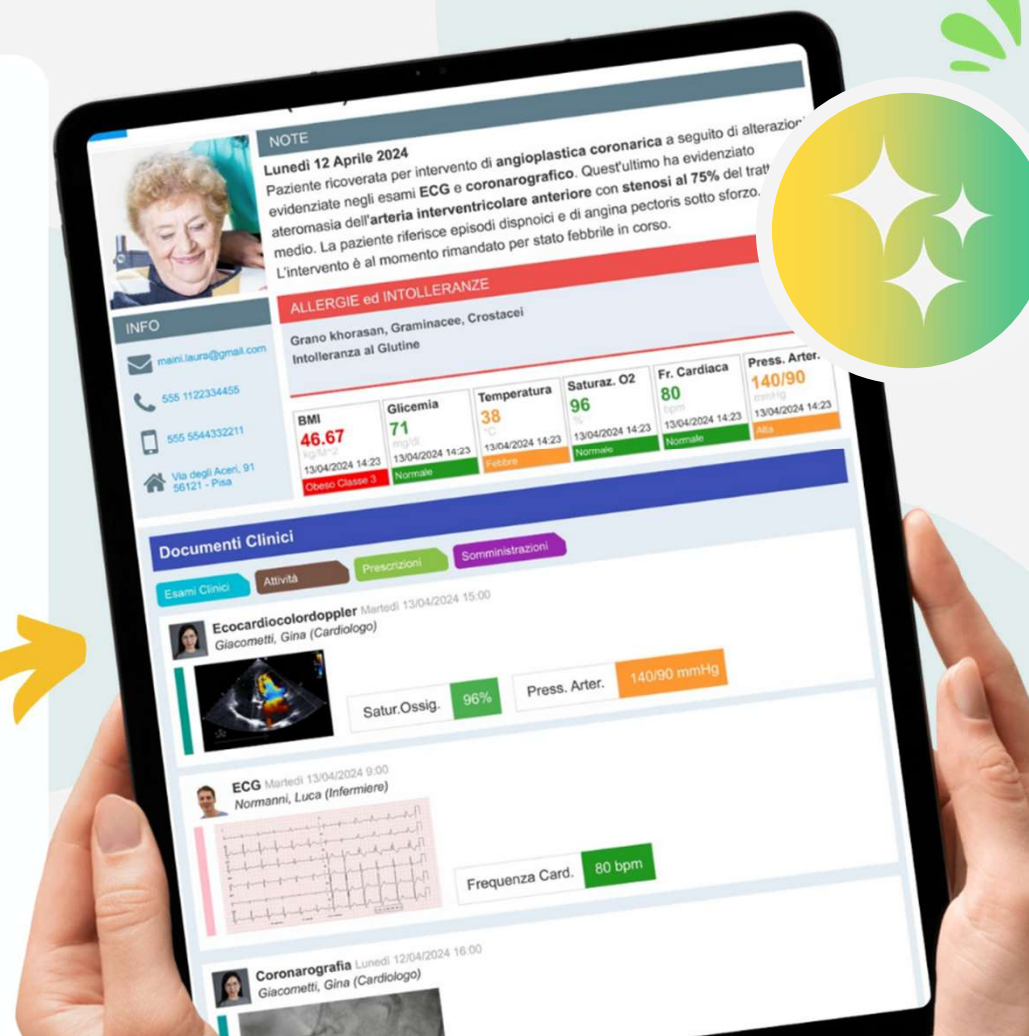 NOTE
Lunedì 12 Aprile 2024
Paziente ricoverata per intervento di angioplastica coronarica a seguito di alterazioni
evidenziate negli esami ECG e coronarografico. Quest'ultimo ha evidenziato
ateromasia dell'arteria interventricolare anteriore con stenosi al 75% del
medio. La paziente riferisce episodi dispnoici e di angina pectoris sotto sforzo.
L'intervento è al momento rimandato per stato febbrile in corso.
INFO
maini.laura@gmail.com
555 1122334455
555 5544332211
Via degli Aceri, 91
56121 - Pisa
ALLERGIE ed INTOLLERANZE
Grano khorasan, Graminacee, Crostacei
Intolleranza al Glutine
BMI
46.67
kg/M^2
13/04/2024 14:23
Obeso Classe 3
Glicemia
71
mg/dl
13/04/2024 14:23
Normale
Temperatura
38
°C
13/04/2024 14:23
Febbre
Saturaz. O2
96
%
13/04/2024 14:23
Normale
Fr. Cardiaca
80
bpm
13/04/2024 14:23
Normale
Press. Arter.
140/90
mmHg
13/04/2024 14:23
Alta
Documenti Clinici
Esami Clinici
Attività
Prescrizioni
Somministrazioni
Ecocardiocolordoppler Martedì 13/04/2024 15:00
Giacometti, Gina (Cardiologo)
Satur.Ossig. 96%
Press. Arter. 140/90 mmHg
ECG Martedì 13/04/2024 9:00
Normanni, Luca (Infermiere)
Frequenza Card. 80 bpm
Coronarografia Lunedì 12/04/2024 16:00
Giacometti, Gina (Cardiologo)